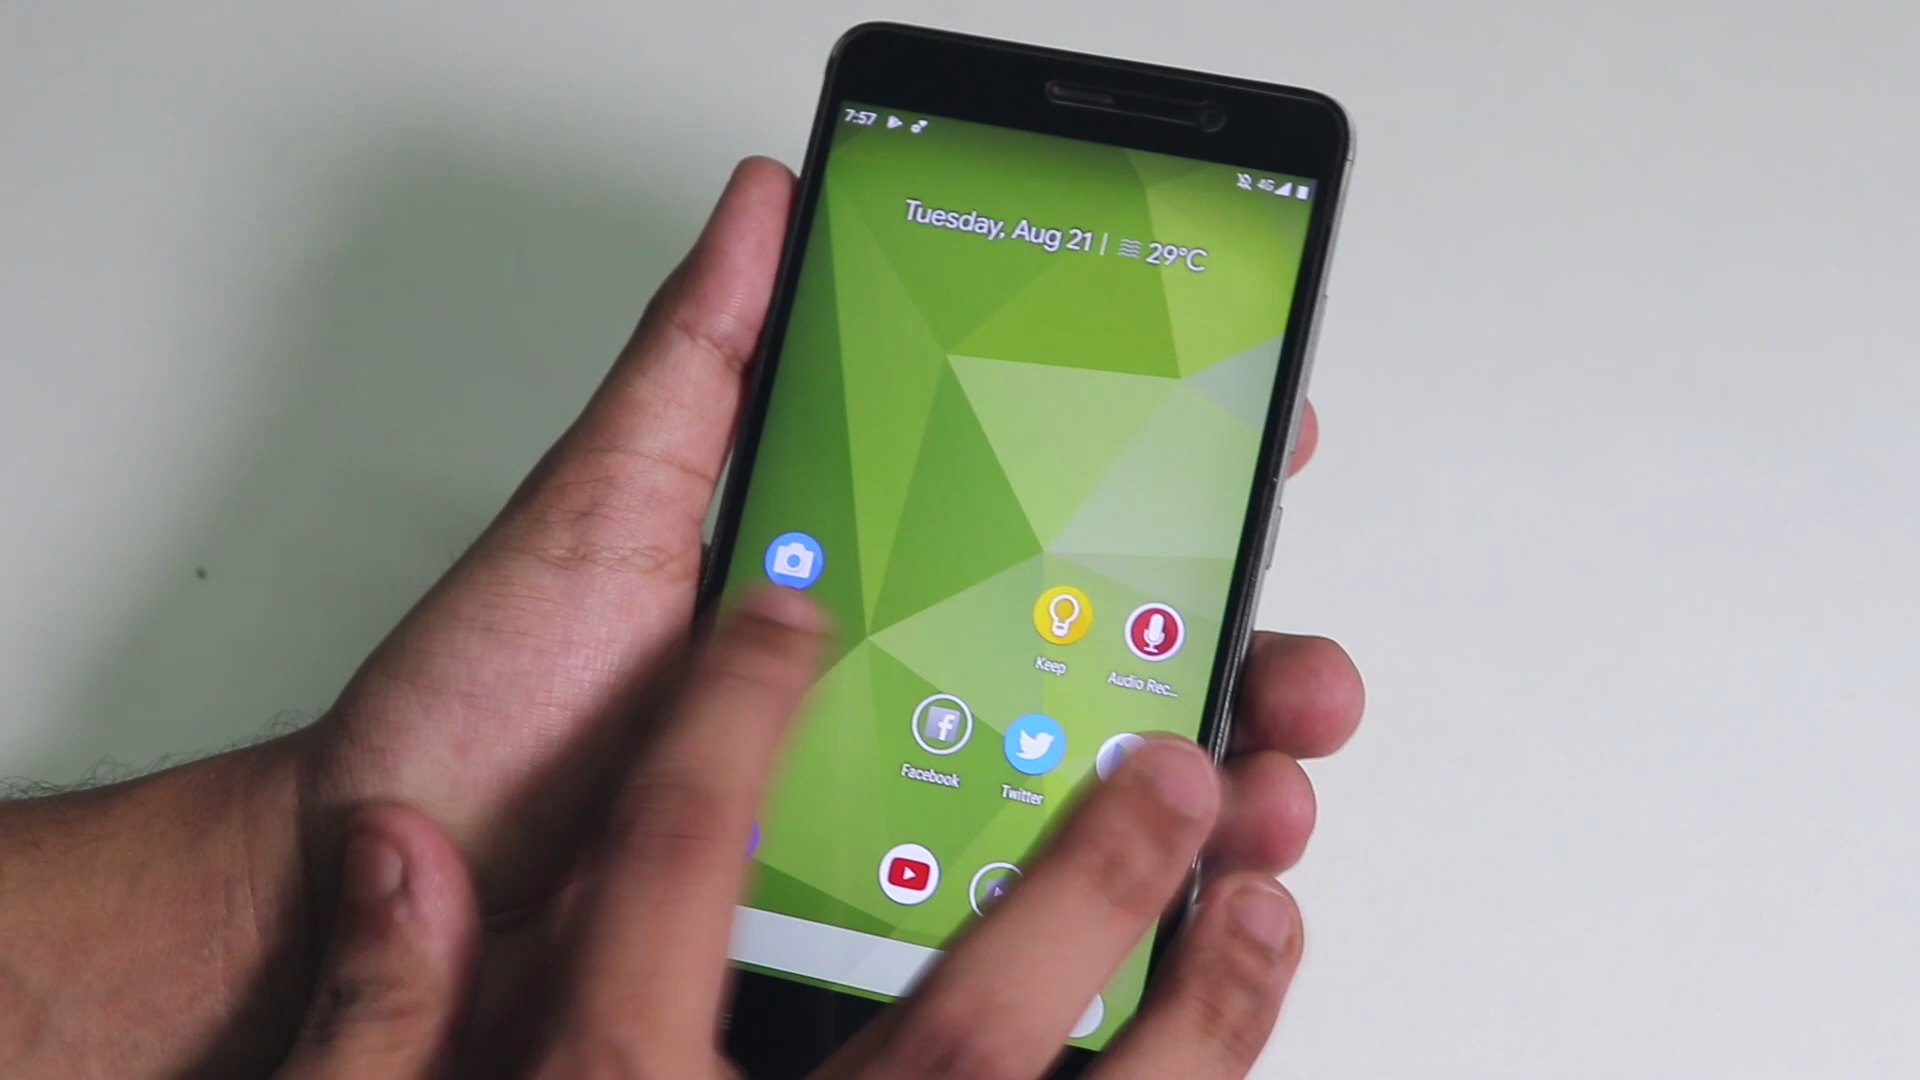 7:57
4G
Tuesday, Aug 21 | 29°C
Keep
Audio Rec...
Facebook
Twitter